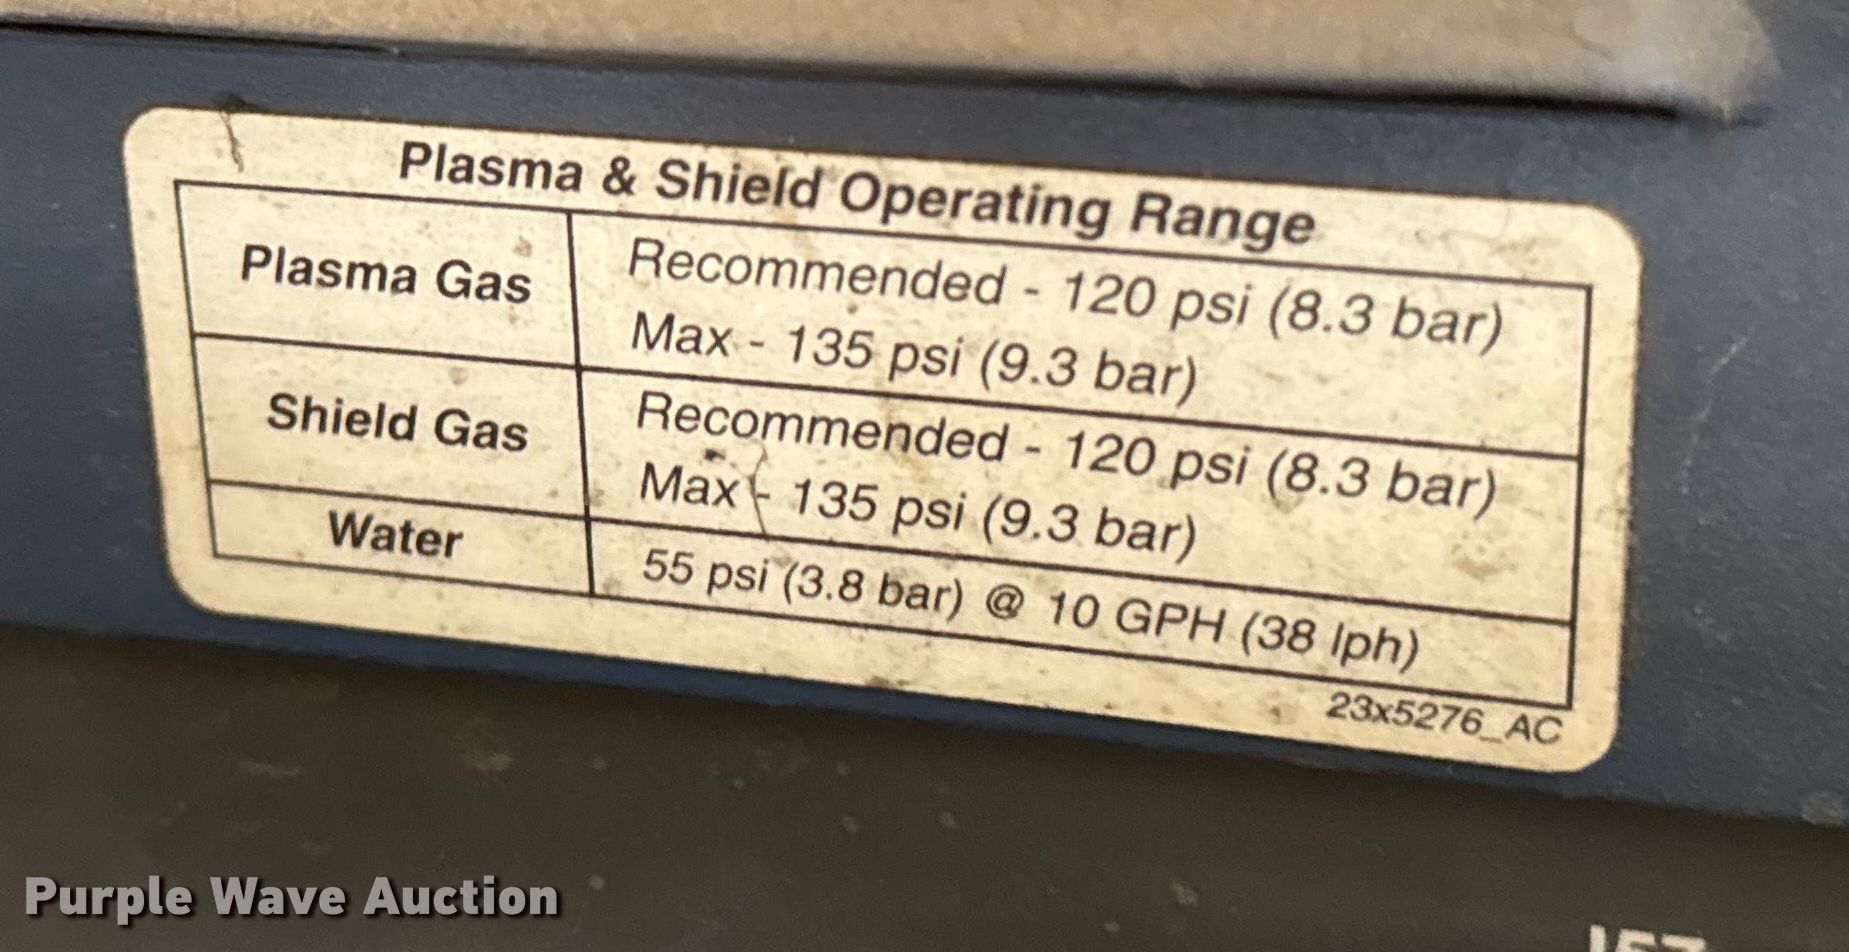 Plasma & Shield Operating Range
Plasma Gas
Recommended - 120 psi (8.3 bar)
Max - 135 psi (9.3 bar)
Shield Gas
Recommended - 120 psi (8.3 bar)
Max - 135 psi (9.3 bar)
Water
55 psi (3.8 bar) @ 10 GPH (38 lph)
23x5276_AC
Purple Wave Auction